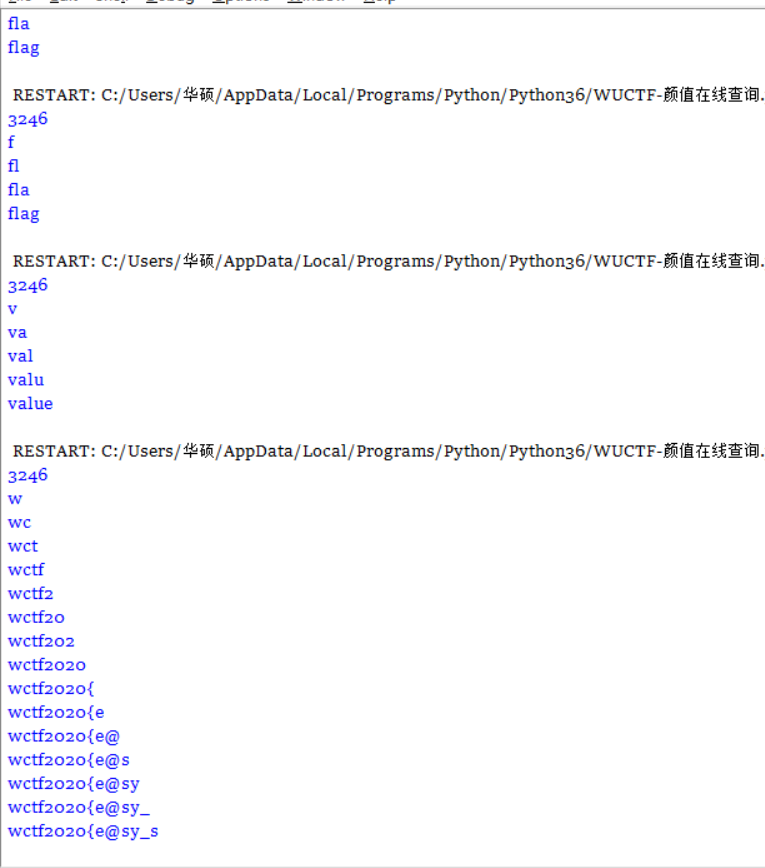 fla
flag
RESTART: C:/Users/华硕/AppData/Local/Programs/Python/Python36/WUCTF-颜值在线查询.
3246
f
fl
fla
flag
RESTART: C:/Users/华硕/AppData/Local/Programs/Python/Python36/WUCTF-颜值在线查询.
3246
v
va
val
valu
value
RESTART: C:/Users/华硕/AppData/Local/Programs/Python/Python36/WUCTF-颜值在线查询.
3246
w
wc
wct
wctf
wctf2
wctf20
wctf202
wctf2020
wctf2020{
wctf2020{e
wctf2020{e@
wctf2020{e@s
wctf2020{e@sy
wctf2020{e@sy_
wctf2020{e@sy_s